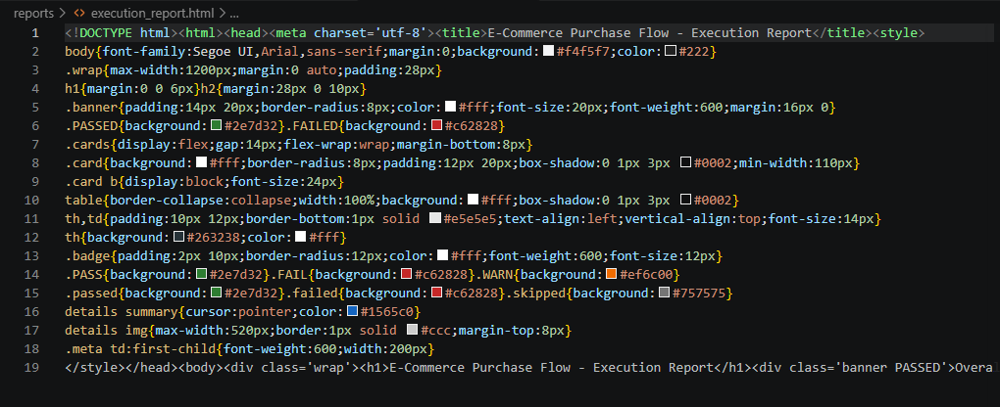 reports > <> execution_report.html > ...
1 <!DOCTYPE html><html><head><meta charset='utf-8'><title>E-Commerce Purchase Flow - Execution Report</title><style>
2 body{font-family:Segoe UI,Arial,sans-serif;margin:0;background:#f4f5f7;color:#222}
3 .wrap{max-width:1200px;margin:0 auto;padding:28px}
4 h1{margin:0 0 6px}h2{margin:28px 0 10px}
5 .banner{padding:14px 20px;border-radius:8px;color:#fff;font-size:20px;font-weight:600;margin:16px 0}
6 .PASSED{background:#2e7d32}.FAILED{background:#c62828}
7 .cards{display:flex;gap:14px;flex-wrap:wrap;margin-bottom:8px}
8 .card{background:#fff;border-radius:8px;padding:12px 20px;box-shadow:0 1px 3px #0002;min-width:110px}
9 .card b{display:block;font-size:24px}
10 table{border-collapse:collapse;width:100%;background:#fff;box-shadow:0 1px 3px #0002}
11 th,td{padding:10px 12px;border-bottom:1px solid #e5e5e5;text-align:left;vertical-align:top;font-size:14px}
12 th{background:#263238;color:#fff}
13 .badge{padding:2px 10px;border-radius:12px;color:#fff;font-weight:600;font-size:12px}
14 .PASS{background:#2e7d32}.FAIL{background:#c62828}.WARN{background:#ef6c00}
15 .passed{background:#2e7d32}.failed{background:#c62828}.skipped{background:#757575}
16 details summary{cursor:pointer;color:#1565c0}
17 details img{max-width:520px;border:1px solid #ccc;margin-top:8px}
18 .meta td:first-child{font-weight:600;width:200px}
19 </style></head><body><div class='wrap'><h1>E-Commerce Purchase Flow - Execution Report</h1><div class='banner PASSED'>Overa